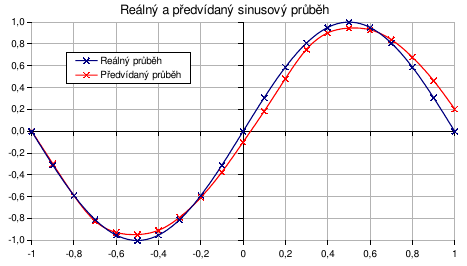 Reálný a předvídaný sinusový průběh
1,0
0,8
0,6
0,4
0,2
0,0
-0,2
-0,4
-0,6
-0,8
-1,0
Reálný průběh
Předvídaný průběh
-1 -0,8 -0,6 -0,4 -0,2 0 0,2 0,4 0,6 0,8 1